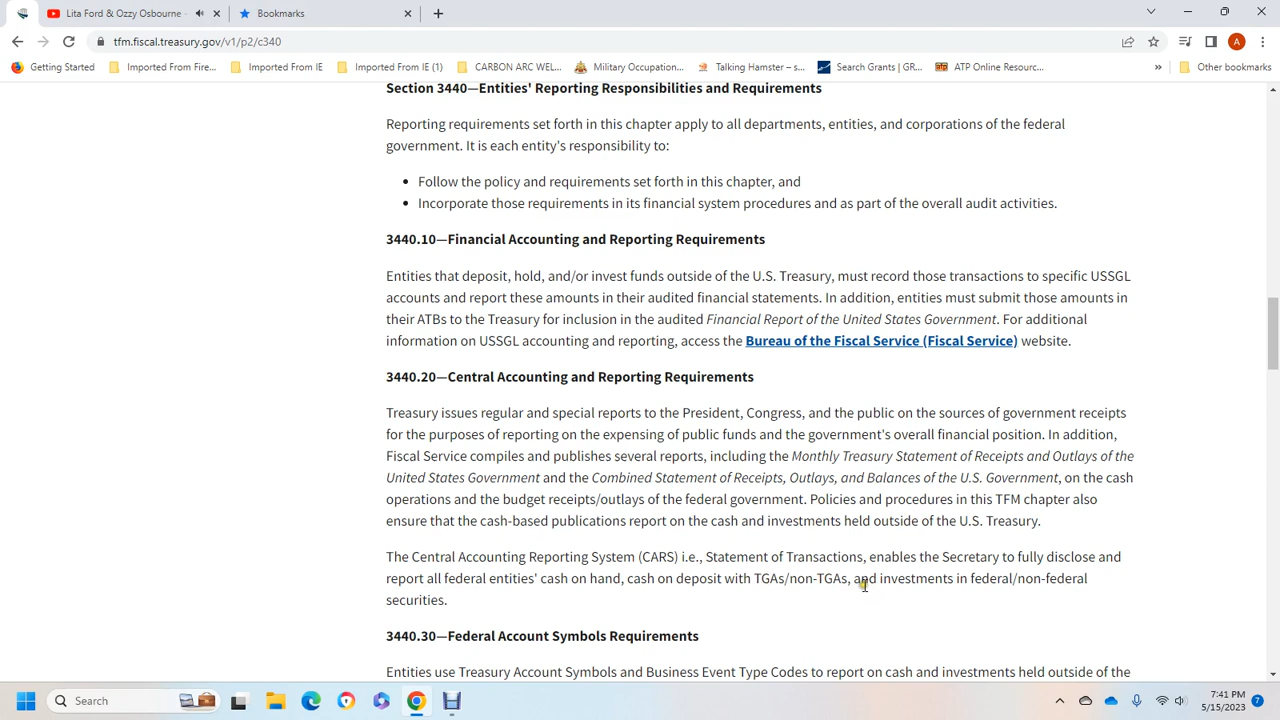 Lita Ford & Ozzy Osbourne -
Bookmarks
tfm.fiscal.treasury.gov/v1/p2/c340
A
Getting Started
Imported From Fire...
Imported From IE
Imported From IE (1)
CARBON ARC WEL...
Military Occupation...
Talking Hamster – s...
Search Grants | GR...
ATP Online Resourc...
»
Other bookmarks
Section 3440—Entities' Reporting Responsibilities and Requirements
Reporting requirements set forth in this chapter apply to all departments, entities, and corporations of the federal
government. It is each entity's responsibility to:
• Follow the policy and requirements set forth in this chapter, and
• Incorporate those requirements in its financial system procedures and as part of the overall audit activities.
3440.10—Financial Accounting and Reporting Requirements
Entities that deposit, hold, and/or invest funds outside of the U.S. Treasury, must record those transactions to specific USSGL
accounts and report these amounts in their audited financial statements. In addition, entities must submit those amounts in
their ATBs to the Treasury for inclusion in the audited Financial Report of the United States Government. For additional
information on USSGL accounting and reporting, access the Bureau of the Fiscal Service (Fiscal Service) website.
3440.20—Central Accounting and Reporting Requirements
Treasury issues regular and special reports to the President, Congress, and the public on the sources of government receipts
for the purposes of reporting on the expensing of public funds and the government's overall financial position. In addition,
Fiscal Service compiles and publishes several reports, including the Monthly Treasury Statement of Receipts and Outlays of the
United States Government and the Combined Statement of Receipts, Outlays, and Balances of the U.S. Government, on the cash
operations and the budget receipts/outlays of the federal government. Policies and procedures in this TFM chapter also
ensure that the cash-based publications report on the cash and investments held outside of the U.S. Treasury.
The Central Accounting Reporting System (CARS) i.e., Statement of Transactions, enables the Secretary to fully disclose and
report all federal entities' cash on hand, cash on deposit with TGAs/non-TGAs, and investments in federal/non-federal
securities.
3440.30—Federal Account Symbols Requirements
Entities use Treasury Account Symbols and Business Event Type Codes to report on cash and investments held outside of the
Search
7:41 PM
5/15/2023
7